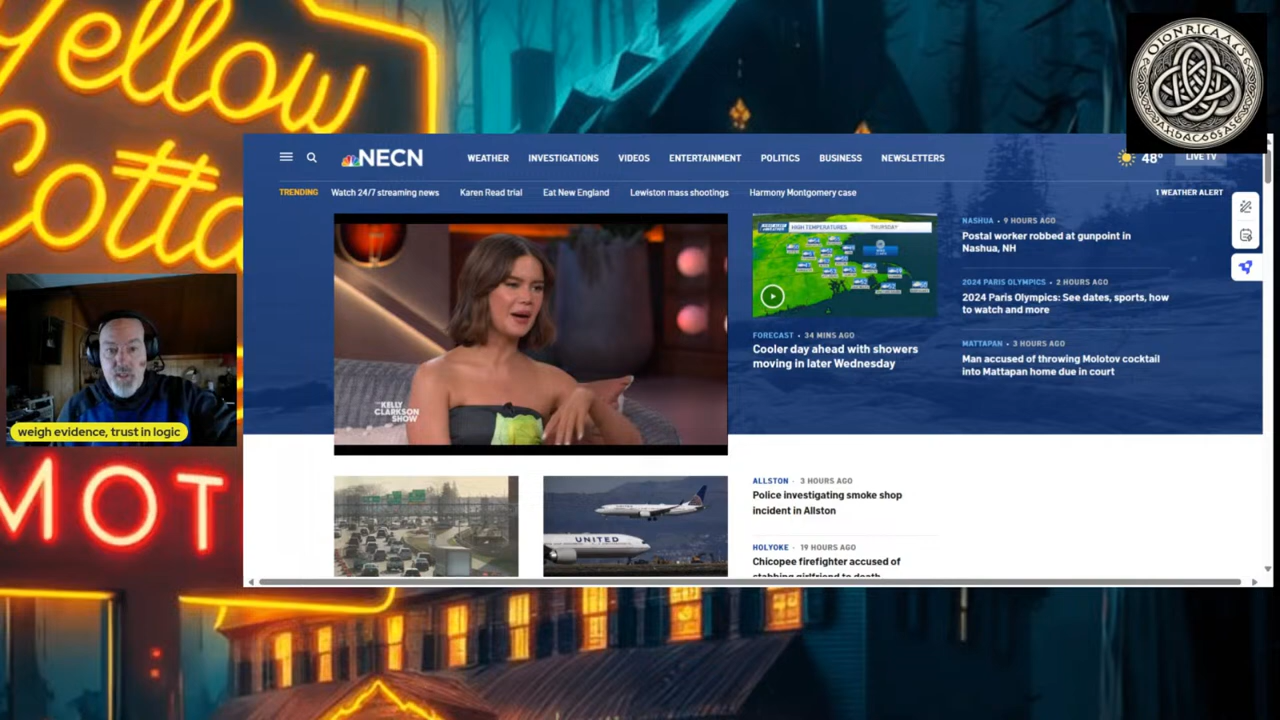 Yellow
Cotta
MOT
weigh evidence, trust in logic
NECN
WEATHER INVESTIGATIONS VIDEOS ENTERTAINMENT POLITICS BUSINESS NEWSLETTERS
48°
LIVE TV
TRENDING Watch 24/7 streaming news Karen Read trial Eat New England Lewiston mass shootings Harmony Montgomery case
1 WEATHER ALERT
THE
KELLY
CLARKSON
SHOW
HIGH TEMPERATURES THURSDAY
FORECAST • 34 MINS AGO
Cooler day ahead with showers
moving in later Wednesday
NASHUA • 9 HOURS AGO
Postal worker robbed at gunpoint in
Nashua, NH
2024 PARIS OLYMPICS • 2 HOURS AGO
2024 Paris Olympics: See dates, sports, how
to watch and more
MATTAPAN • 3 HOURS AGO
Man accused of throwing Molotov cocktail
into Mattapan home due in court
UNITED
ALLSTON · 3 HOURS AGO
Police investigating smoke shop
incident in Allston
HOLYOKE · 19 HOURS AGO
Chicopee firefighter accused of
stabbing girlfriend to death